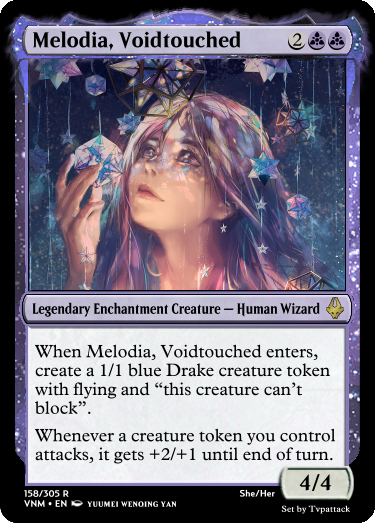 Melodia, Voidtouched 2
Legendary Enchantment Creature — Human Wizard
When Melodia, Voidtouched enters,
create a 1/1 blue Drake creature token
with flying and “this creature can’t
block”.
Whenever a creature token you control
attacks, it gets +2/+1 until end of turn.
4/4
158/305 R She/Her
VNM • EN YUUMEI WENQING YAN
Set by Tvpattack